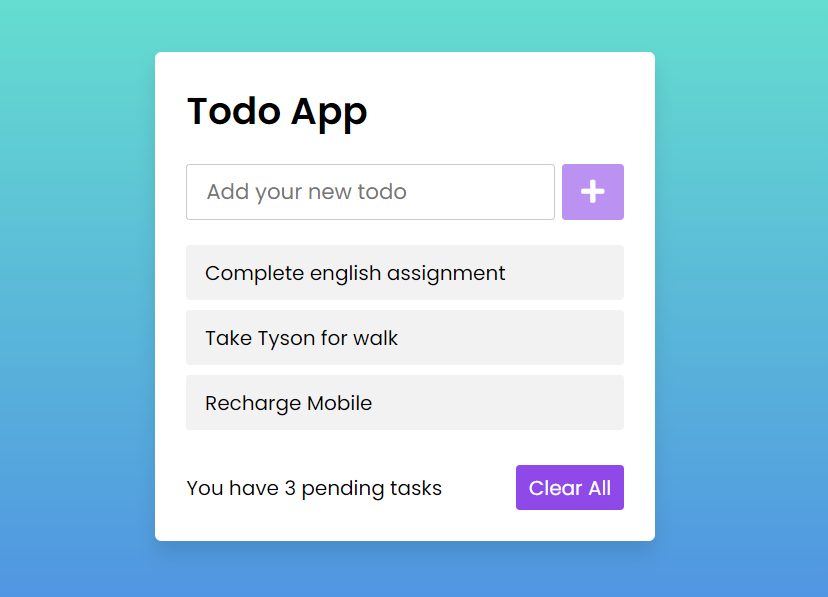 Todo App
Add your new todo
Complete english assignment
Take Tyson for walk
Recharge Mobile
You have 3 pending tasks
Clear All